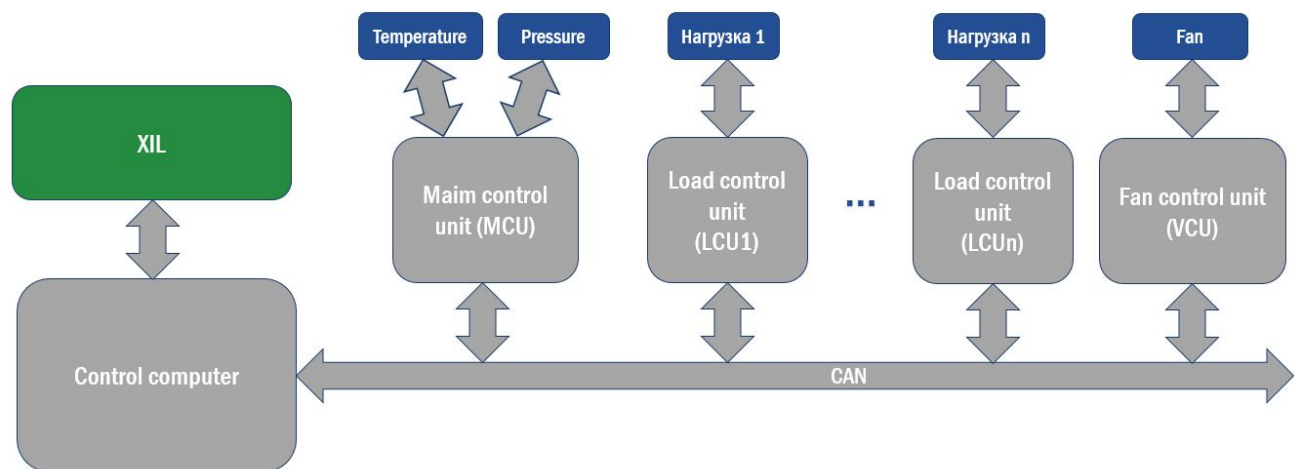 Temperature
Pressure
Нагрузка 1
Нагрузка n
Fan
XIL
Maim control
unit (MCU)
Load control
unit
(LCU1)
...
Load control
unit
(LCUn)
Fan control unit
(VCU)
Control computer
CAN